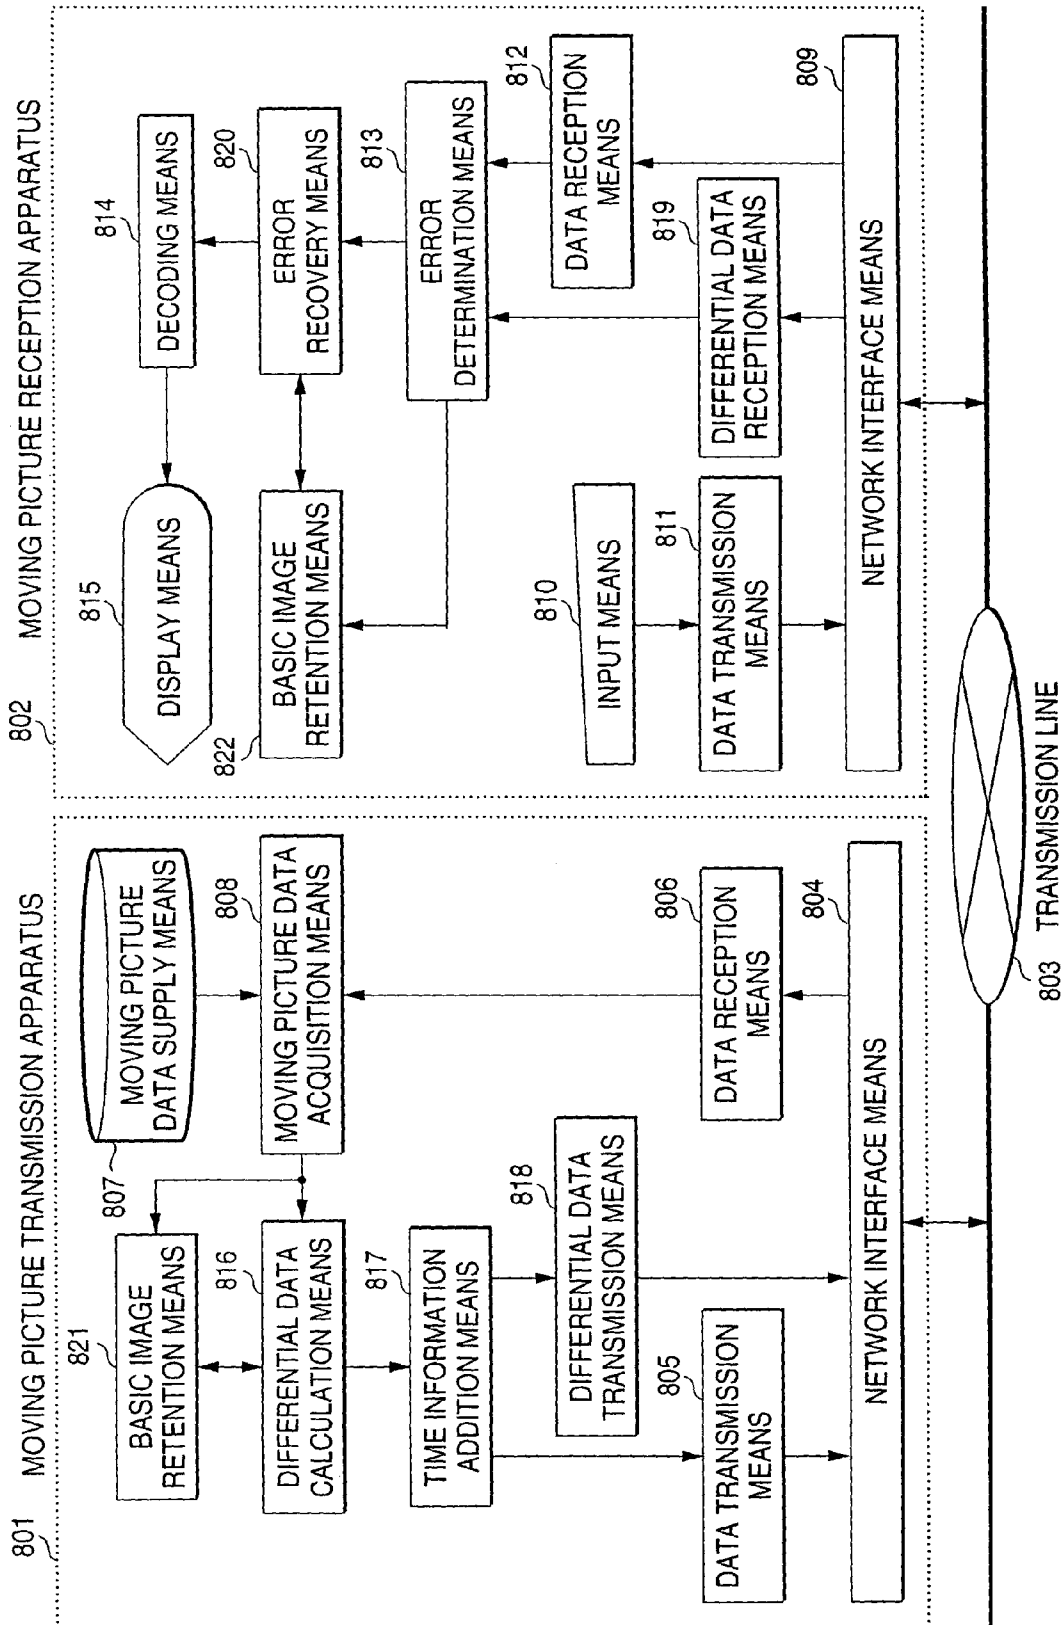 801
MOVING PICTURE TRANSMISSION APPARATUS
807
MOVING PICTURE
DATA SUPPLY MEANS
821
BASIC IMAGE
RETENTION MEANS
808
MOVING PICTURE DATA
ACQUISITION MEANS
816
DIFFERENTIAL DATA
CALCULATION MEANS
817
TIME INFORMATION
ADDITION MEANS
818
DIFFERENTIAL DATA
TRANSMISSION MEANS
805
DATA TRANSMISSION
MEANS
806
DATA RECEPTION
MEANS
804
NETWORK INTERFACE MEANS
802
MOVING PICTURE RECEPTION APPARATUS
815
DISPLAY MEANS
814
DECODING MEANS
822
BASIC IMAGE
RETENTION MEANS
820
ERROR
RECOVERY MEANS
813
ERROR
DETERMINATION MEANS
812
DATA RECEPTION
MEANS
810
INPUT MEANS
811
DATA TRANSMISSION
MEANS
819
DIFFERENTIAL DATA
RECEPTION MEANS
809
NETWORK INTERFACE MEANS
803
TRANSMISSION LINE